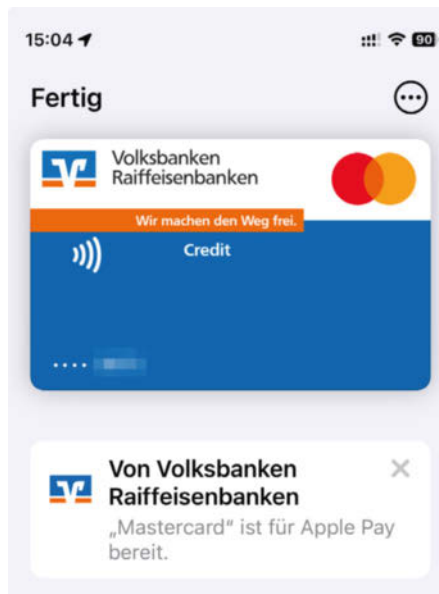 15:04
90
Fertig
Volksbanken
Raiffeisenbanken
Wir machen den Weg frei.
Credit
....
Von Volksbanken
Raiffeisenbanken
„Mastercard“ ist für Apple Pay
bereit.